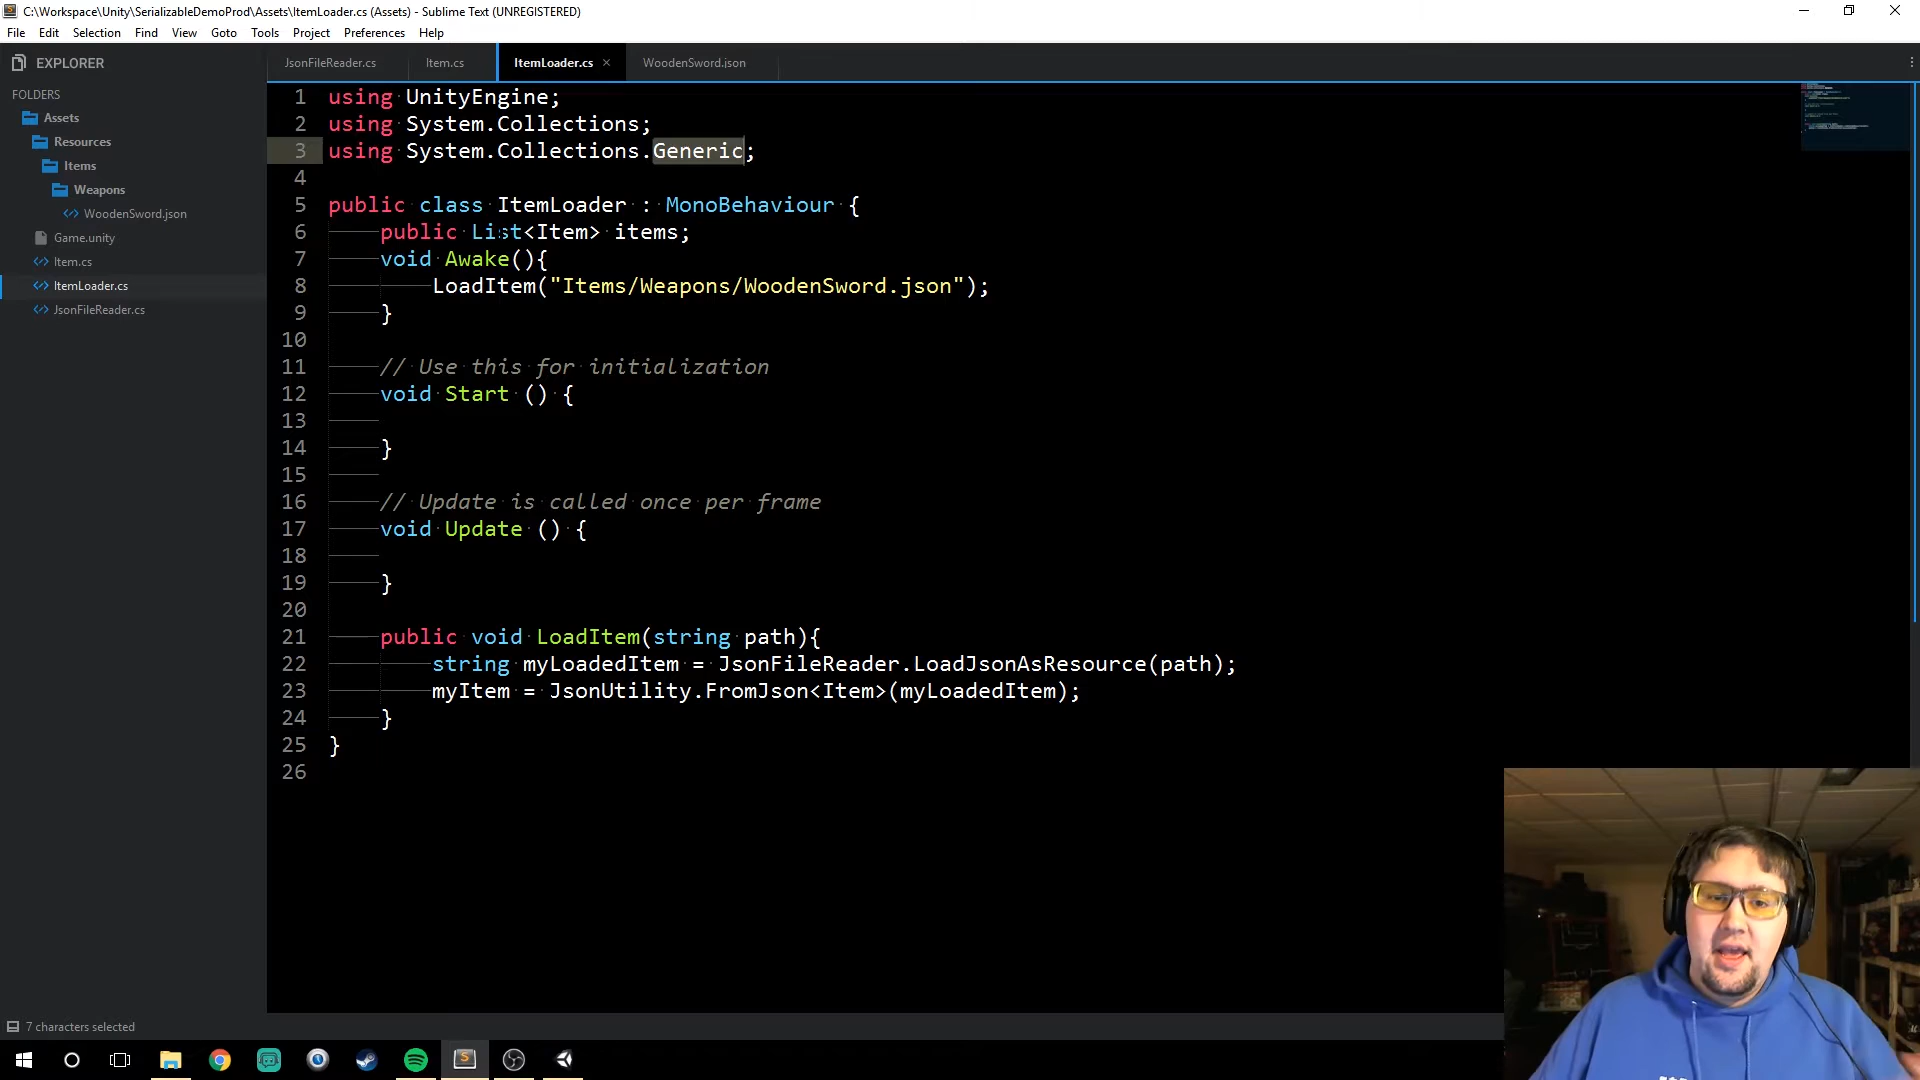 C:\Workspace\Unity\SerializableDemoProd\Assets\ItemLoader.cs (Assets) - Sublime Text (UNREGISTERED)
File Edit Selection Find View Goto Tools Project Preferences Help
EXPLORER
JsonFileReader.cs Item.cs ItemLoader.cs × WoodenSword.json
FOLDERS
Assets
Resources
Items
Weapons
WoodenSword.json
Game.unity
Item.cs
ItemLoader.cs
JsonFileReader.cs
1 using UnityEngine;
2 using System.Collections;
3 using System.Collections.Generic;
4
5 public class ItemLoader : MonoBehaviour {
6 public List<Item> items;
7 void Awake(){
8 LoadItem("Items/Weapons/WoodenSword.json");
9 }
10
11 // Use this for initialization
12 void Start () {
13
14 }
15
16 // Update is called once per frame
17 void Update () {
18
19 }
20
21 public void LoadItem(string path){
22 string myLoadedItem = JsonFileReader.LoadJsonAsResource(path);
23 myItem = JsonUtility.FromJson<Item>(myLoadedItem);
24 }
25 }
26
7 characters selected